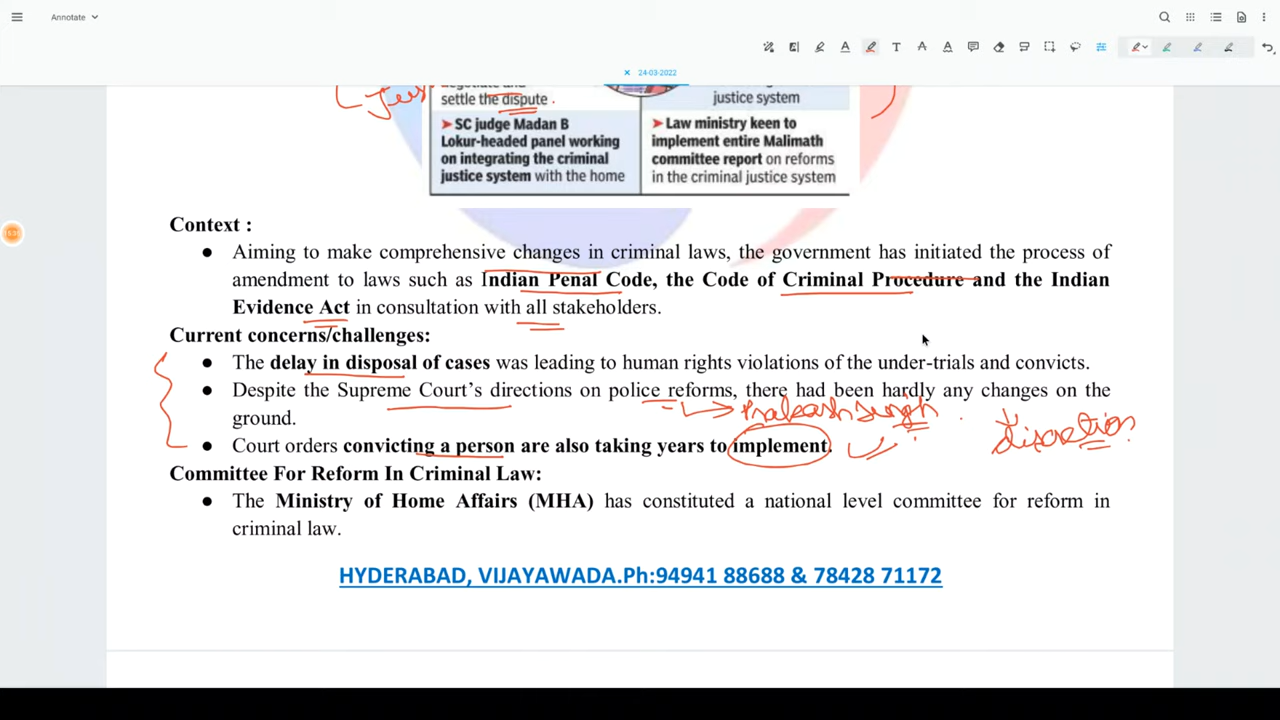 Annotate
24-03-2022
negotiate and
settle the dispute
justice system
➤ SC judge Madan B
Lokur-headed panel working
on integrating the criminal
justice system with the home
➤ Law ministry keen to
implement entire Malimath
committee report on reforms
in the criminal justice system
Context :
● Aiming to make comprehensive changes in criminal laws, the government has initiated the process of
amendment to laws such as Indian Penal Code, the Code of Criminal Procedure and the Indian
Evidence Act in consultation with all stakeholders.
Current concerns/challenges:
● The delay in disposal of cases was leading to human rights violations of the under-trials and convicts.
● Despite the Supreme Court's directions on police reforms, there had been hardly any changes on the
Prakash Singh
ground.
discretion
● Court orders convicting a person are also taking years to implement.
Committee For Reform In Criminal Law:
● The Ministry of Home Affairs (MHA) has constituted a national level committee for reform in
criminal law.
HYDERABAD, VIJAYAWADA.Ph:94941 88688 & 78428 71172